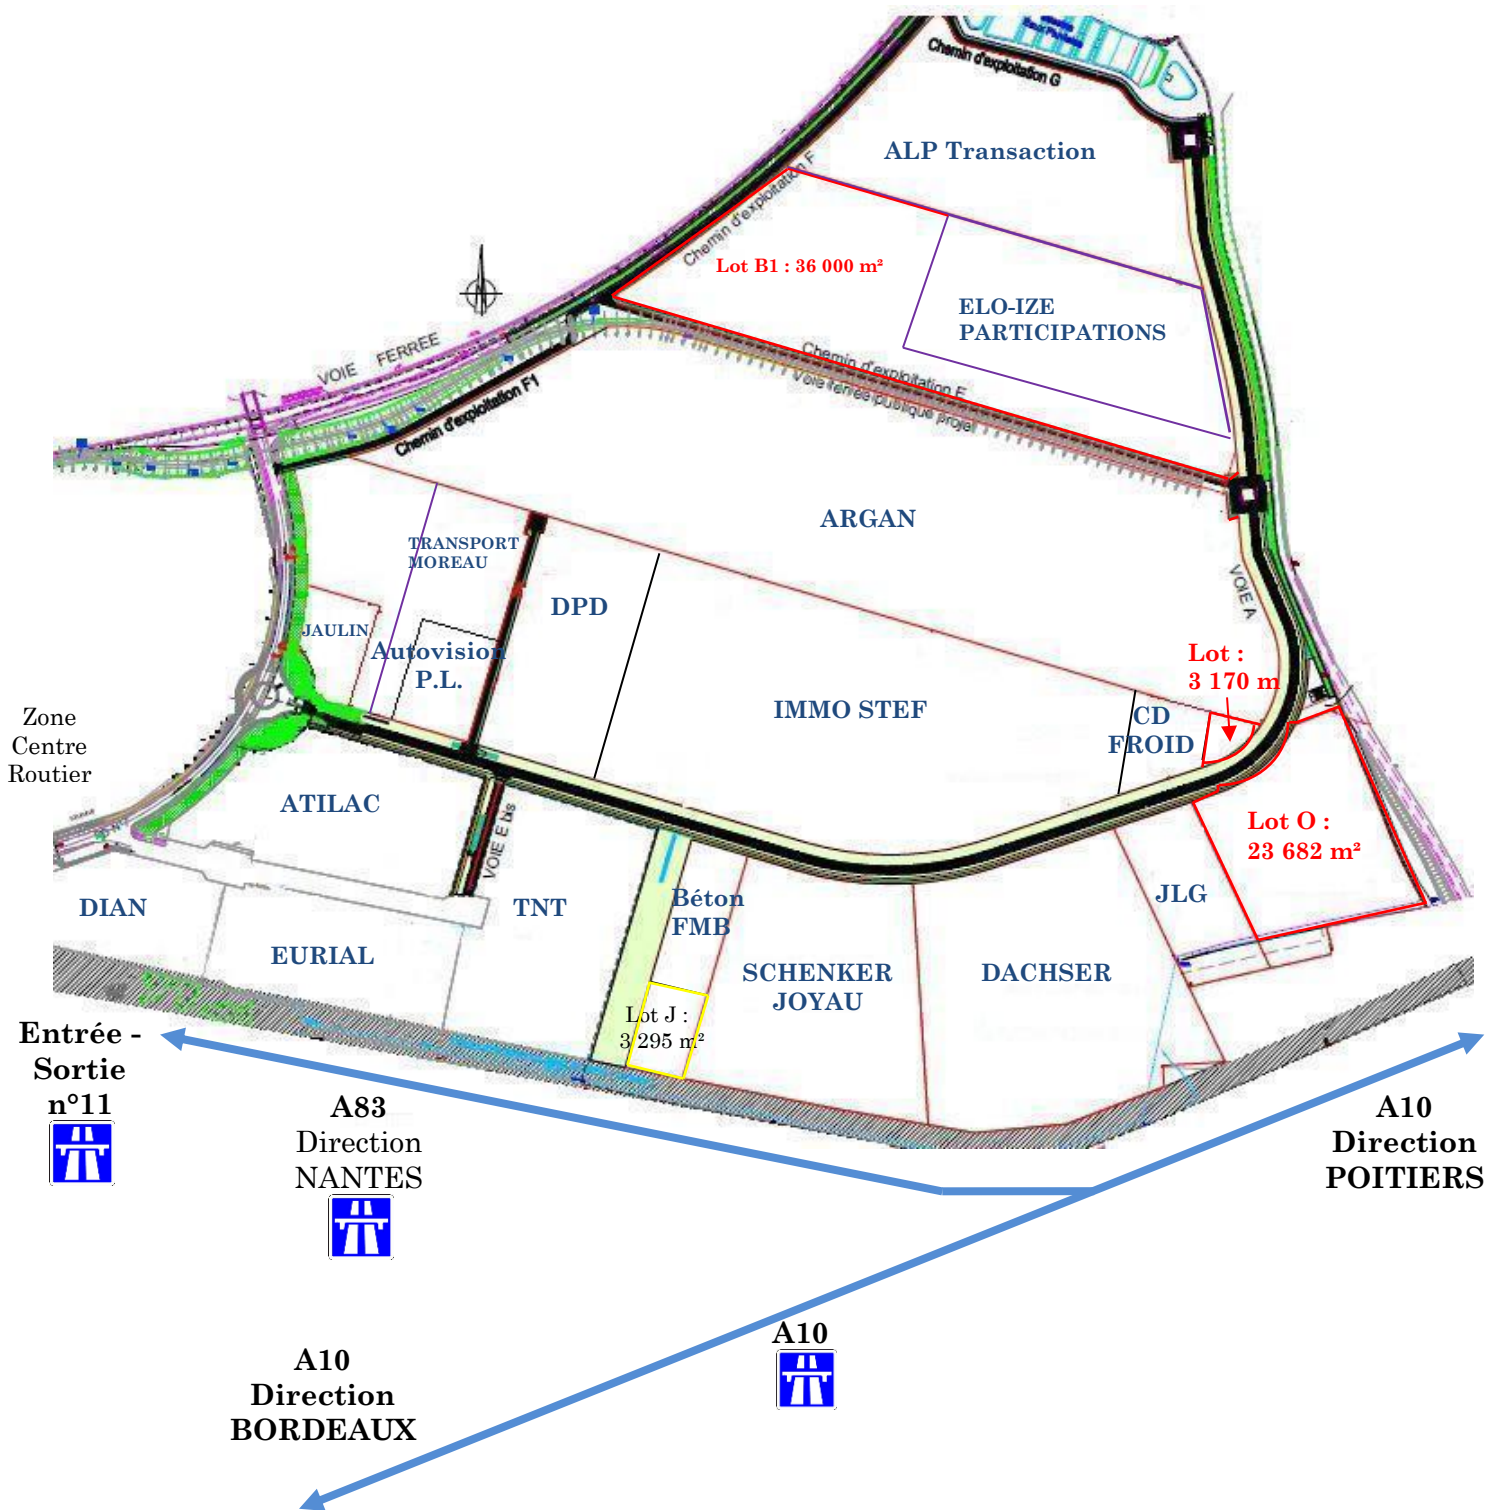 Eaux Pluviales
Chemin d'exploitation G
ALP Transaction
Chemin d'exploitation F
Lot B1 : 36 000 m²
ELO-IZE
PARTICIPATIONS
VOIE FERREE
Chemin d'exploitation F1
Chemin d'exploitation F
Voie ferrée publique projet
ARGAN
TRANSPORT
MOREAU
DPD
VOIE A
JAULIN
Autovision
P.L.
Lot :
3 170 m
IMMO STEF
CD
FROID
Zone
Centre
Routier
ATILAC
VOIE E bis
Lot O :
23 682 m²
DIAN
TNT
Béton
FMB
JLG
EURIAL
SCHENKER
JOYAU
DACHSER
Lot J :
3 295 m²
Entrée -
Sortie
n°11
A83
Direction
NANTES
A10
Direction
POITIERS
A10
A10
Direction
BORDEAUX